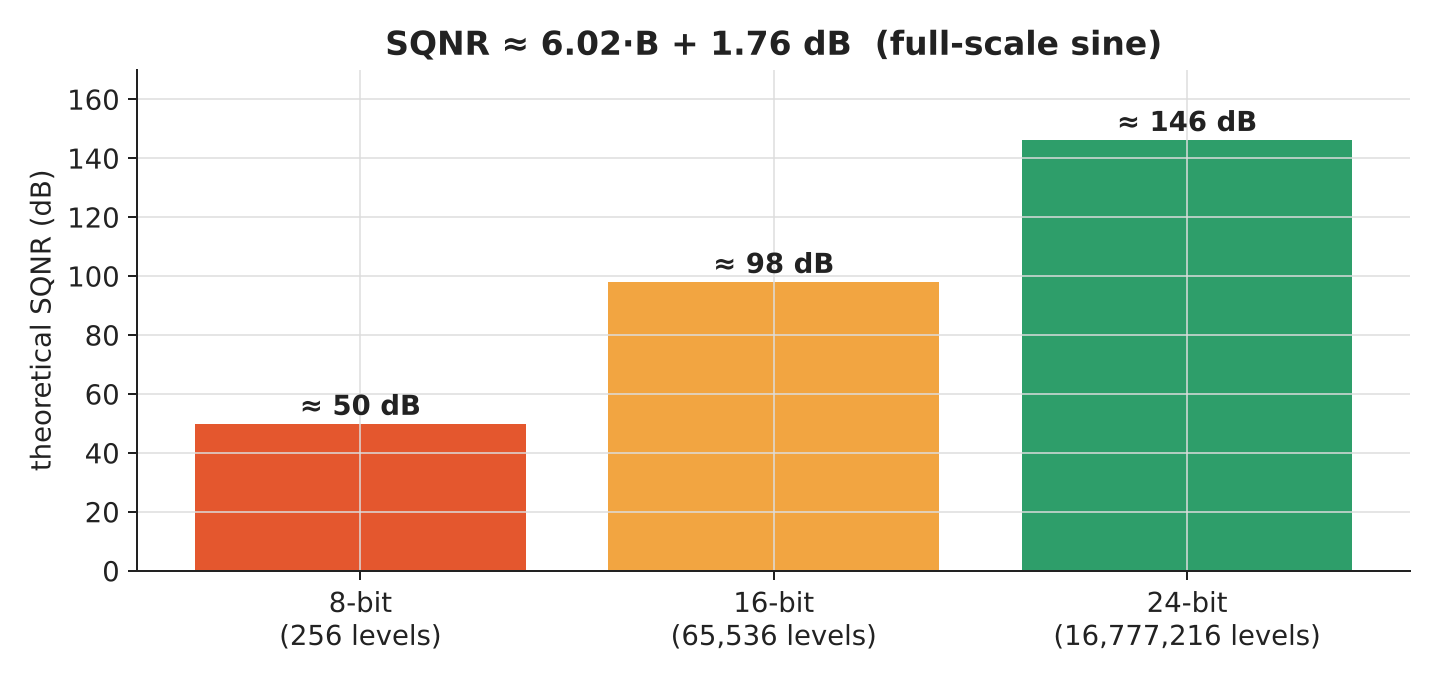 SQNR ≈ 6.02·B + 1.76 dB  (full-scale sine)
theoretical SQNR (dB)
160
140
120
100
80
60
40
20
0
≈ 50 dB
≈ 98 dB
≈ 146 dB
8-bit
(256 levels)
16-bit
(65,536 levels)
24-bit
(16,777,216 levels)